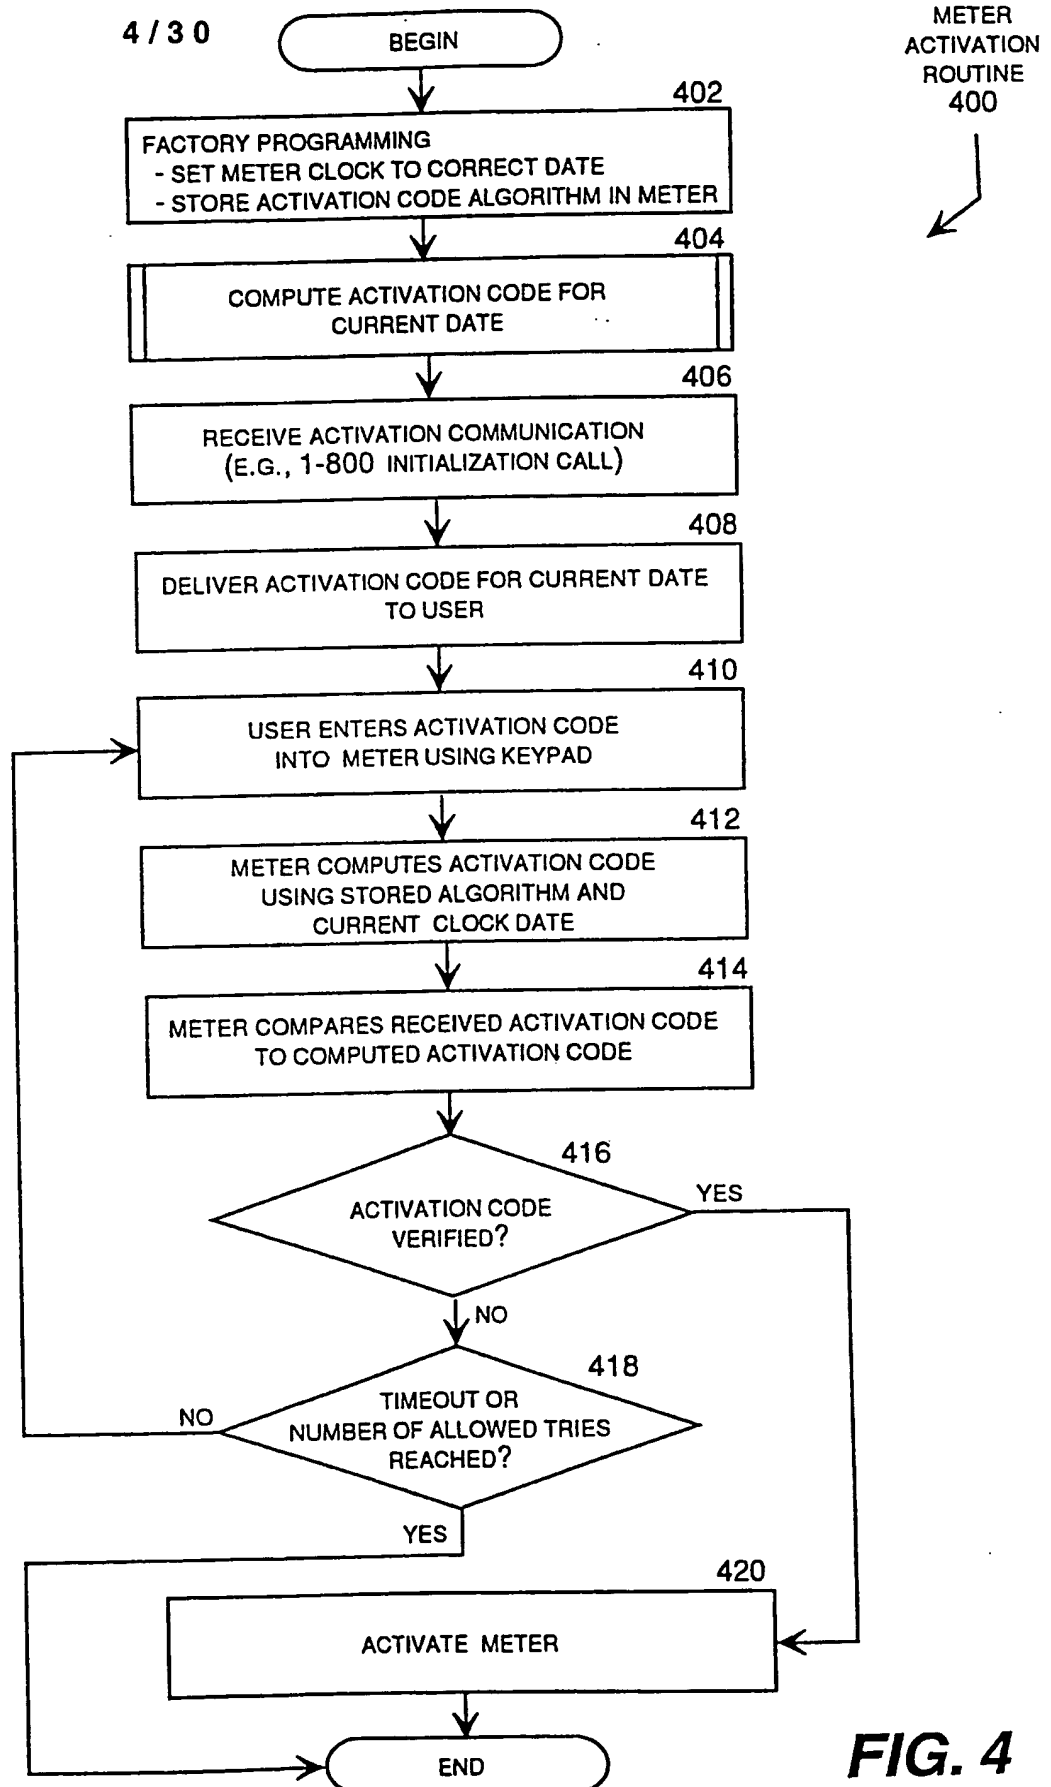 4/30
BEGIN
METER
ACTIVATION
ROUTINE
400
402
FACTORY PROGRAMMING
- SET METER CLOCK TO CORRECT DATE
- STORE ACTIVATION CODE ALGORITHM IN METER
404
COMPUTE ACTIVATION CODE FOR
CURRENT DATE
406
RECEIVE ACTIVATION COMMUNICATION
(E.G., 1-800 INITIALIZATION CALL)
408
DELIVER ACTIVATION CODE FOR CURRENT DATE
TO USER
410
USER ENTERS ACTIVATION CODE
INTO METER USING KEYPAD
412
METER COMPUTES ACTIVATION CODE
USING STORED ALGORITHM AND
CURRENT CLOCK DATE
414
METER COMPARES RECEIVED ACTIVATION CODE
TO COMPUTED ACTIVATION CODE
416
ACTIVATION CODE
VERIFIED?
YES
NO
418
TIMEOUT OR
NUMBER OF ALLOWED TRIES
REACHED?
NO
YES
420
ACTIVATE METER
END
FIG. 4